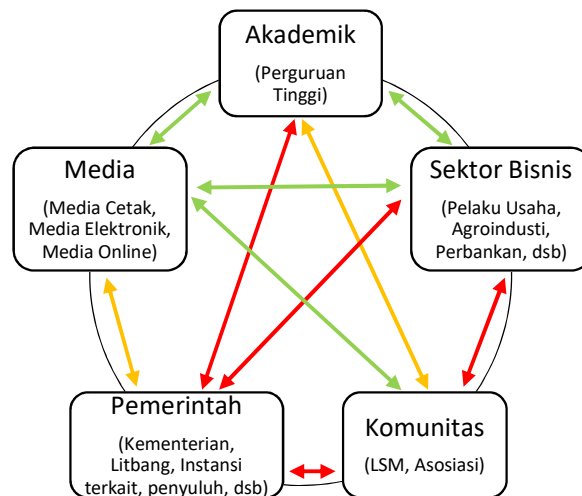 Akademik
(Perguruan
Tinggi)
Media
(Media Cetak,
Media Elektronik,
Media Online)
Sektor Bisnis
(Pelaku Usaha,
Agroindusti,
Perbankan, dsb)
Pemerintah
(Kementerian,
Litbang, Instansi
terkait, penyuluh, dsb)
Komunitas
(LSM, Asosiasi)